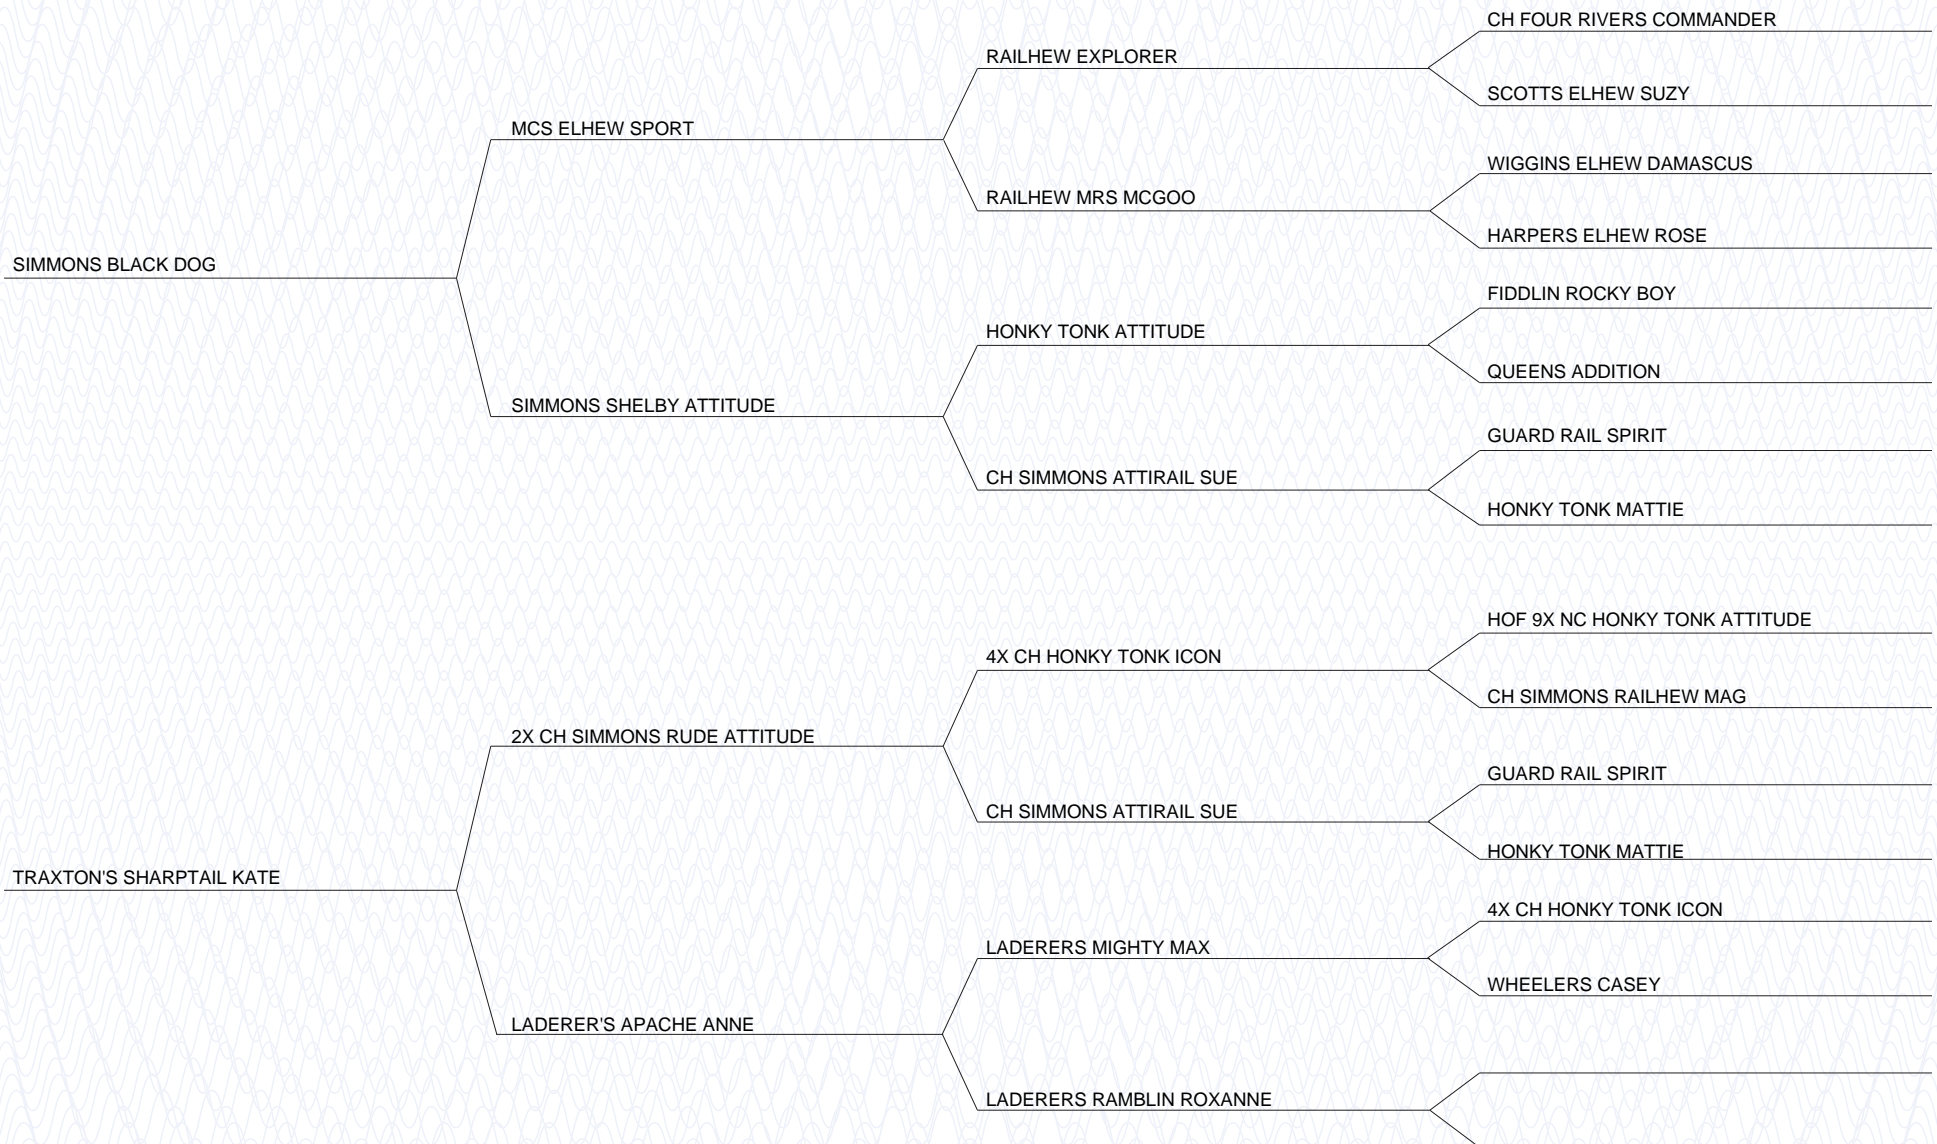 CH FOUR RIVERS COMMANDER
RAILHEW EXPLORER
SCOTTS ELHEW SUZY
MCS ELHEW SPORT
WIGGINS ELHEW DAMASCUS
RAILHEW MRS MCGOO
HARPERS ELHEW ROSE
SIMMONS BLACK DOG
FIDDLIN ROCKY BOY
HONKY TONK ATTITUDE
QUEENS ADDITION
SIMMONS SHELBY ATTITUDE
GUARD RAIL SPIRIT
CH SIMMONS ATTIRAIL SUE
HONKY TONK MATTIE
HOF 9X NC HONKY TONK ATTITUDE
4X CH HONKY TONK ICON
CH SIMMONS RAILHEW MAG
2X CH SIMMONS RUDE ATTITUDE
GUARD RAIL SPIRIT
CH SIMMONS ATTIRAIL SUE
HONKY TONK MATTIE
TRAXTON'S SHARPTAIL KATE
4X CH HONKY TONK ICON
LADERERS MIGHTY MAX
WHEELERS CASEY
LADERER'S APACHE ANNE
LADERERS RAMBLIN ROXANNE